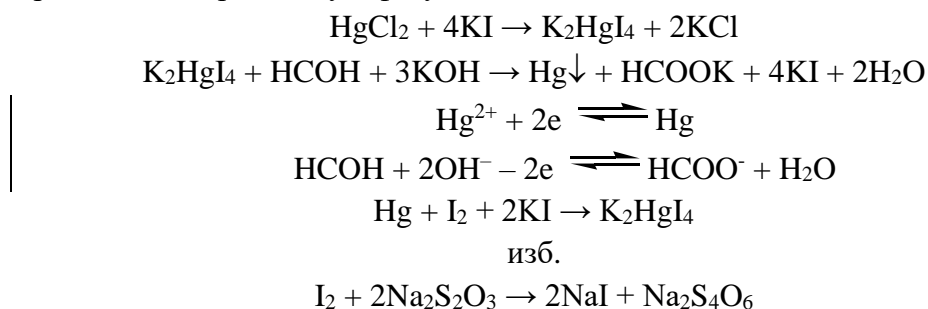 HgCl₂ + 4KI → K₂HgI₄ + 2KCl
K₂HgI₄ + HCOH + 3KOH → Hg↓ + HCOOK + 4KI + 2H₂O
Hg²⁺ + 2e ⇌ Hg
HCOH + 2OH⁻ – 2e ⇌ HCOO⁻ + H₂O
Hg + I₂ + 2KI → K₂HgI₄
изб.
I₂ + 2Na₂S₂O₃ → 2NaI + Na₂S₄O₆